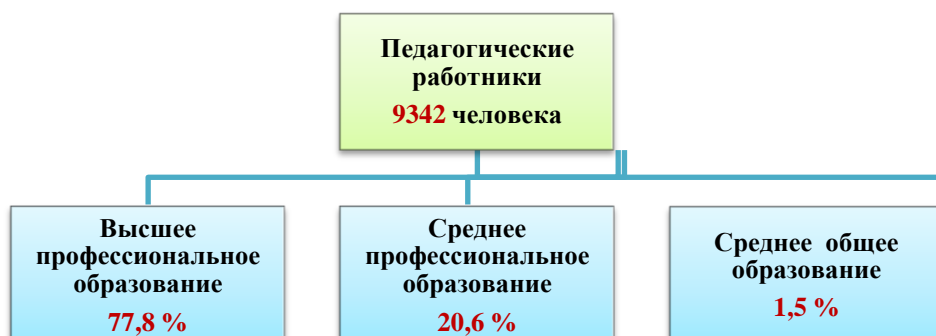 Педагогические
работники
9342 человека
Высшее
профессиональное
образование
77,8 %
Среднее
профессиональное
образование
20,6 %
Среднее общее
образование
1,5 %